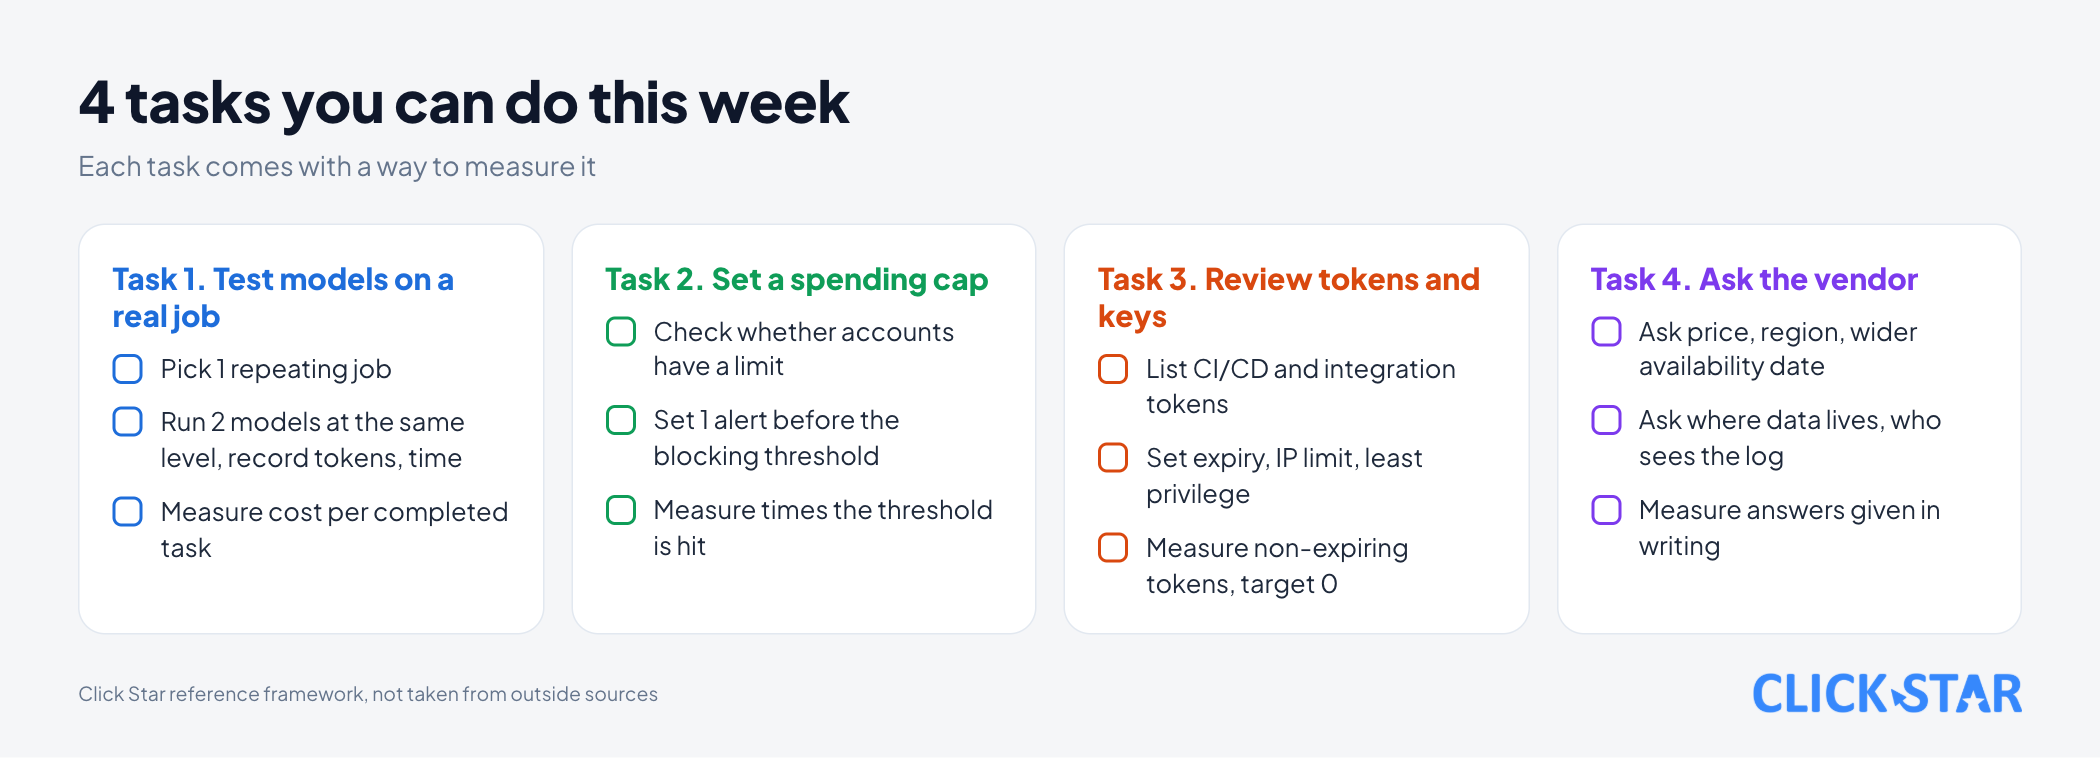 4 tasks you can do this week
Each task comes with a way to measure it
Task 1. Test models on a
real job
Pick 1 repeating job
Run 2 models at the same
level, record tokens, time
Measure cost per completed
task
Task 2. Set a spending cap
Check whether accounts
have a limit
Set 1 alert before the
blocking threshold
Measure times the threshold
is hit
Task 3. Review tokens and
keys
List CI/CD and integration
tokens
Set expiry, IP limit, least
privilege
Measure non-expiring
tokens, target 0
Task 4. Ask the vendor
Ask price, region, wider
availability date
Ask where data lives, who
sees the log
Measure answers given in
writing
Click Star reference framework, not taken from outside sources
CLICK STAR